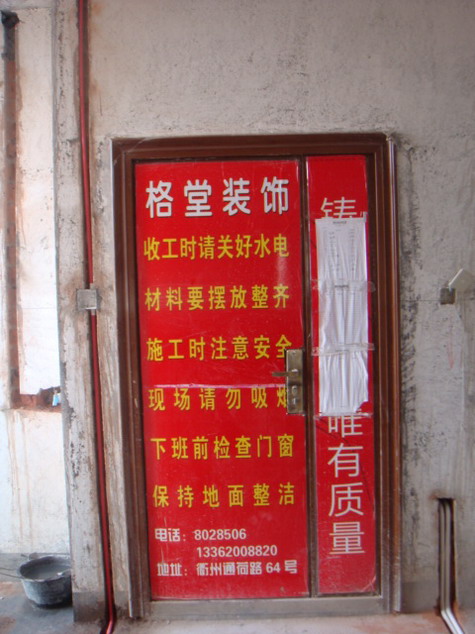 格堂装饰
收工时请关好水电
材料要摆放整齐
施工时注意安全
现场请勿吸烟
下班前检查门窗
保持地面整洁
电话：8028506
13362008820
地址：衢州通荷路64号
铸
唯有质量